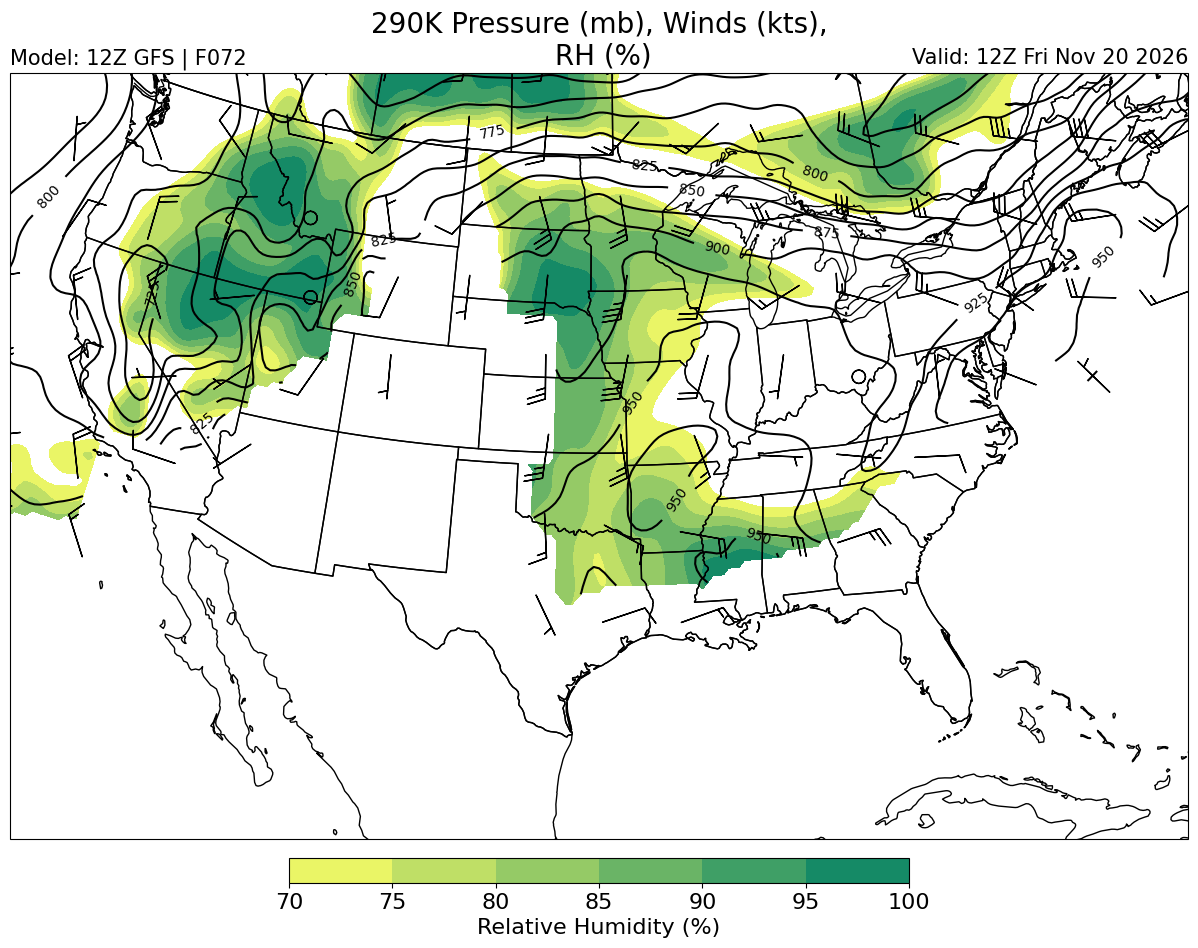 290K Pressure (mb), Winds (kts),
RH (%)
Model: 12Z GFS | F072
Valid: 12Z Fri Nov 20 2026
775
800
825
850
800
825
875
900
950
925
825
850
725
825
950
950
950
70 75 80 85 90 95 100
Relative Humidity (%)